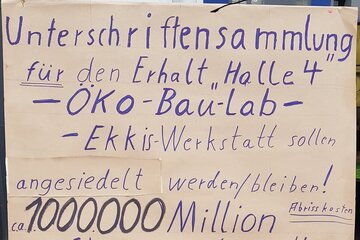 Unterschriftensammlung
für den Erhalt „Halle 4"
- ÖKO-Bau-Lab -
- Ekkis-Werkstatt sollen
angesiedelt werden/bleiben!
ca. 1000000 Million Abrisskosten